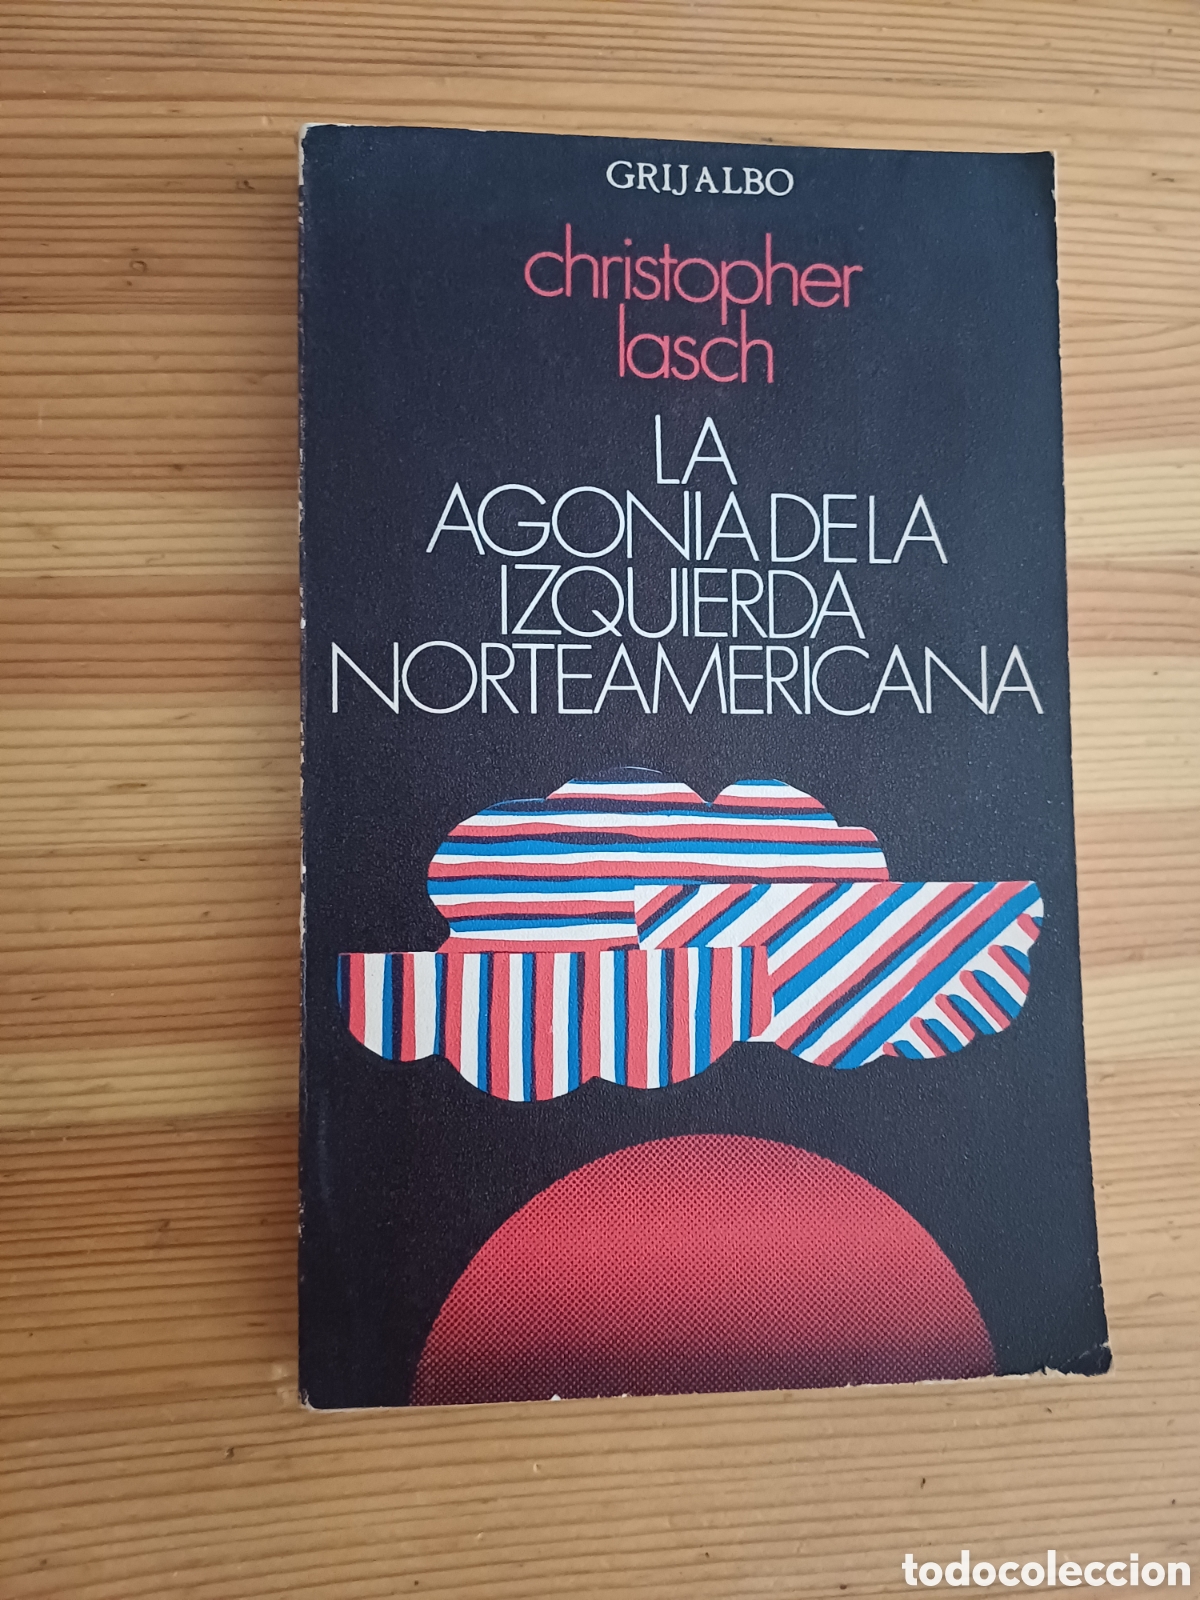 GRIJALBO
christopher
lasch
LA
AGONIA DE LA
IZQUIERDA
NORTEAMERICANA
todocoleccion